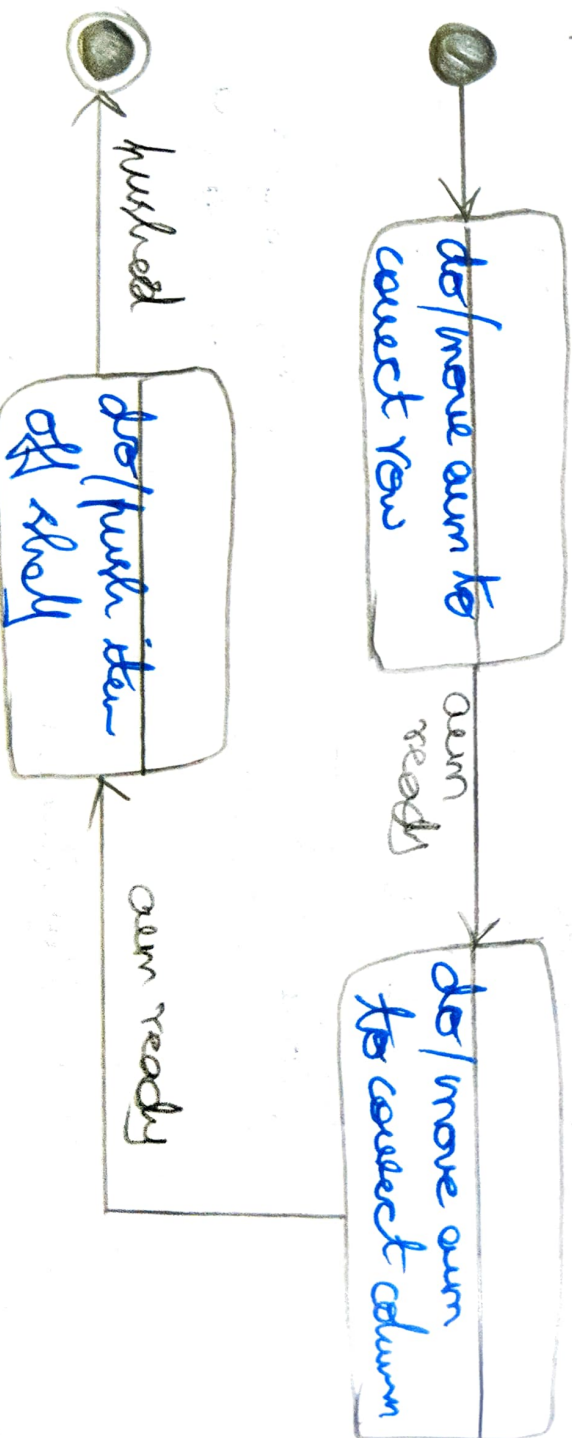 do/move arm to
correct row
arm
ready
do/move arm
to correct column
arm ready
do/push item
off shelf
pushed